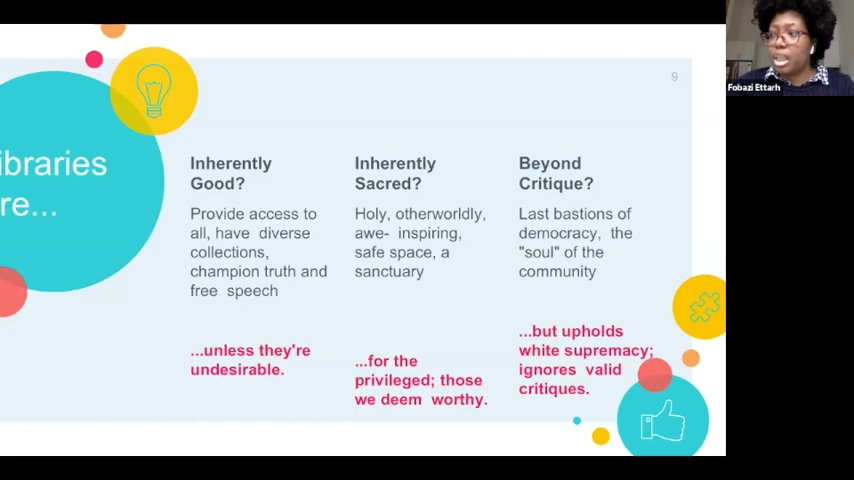 9
Fobazi Ettarh
ibraries
re...
Inherently
Good?
Provide access to
all, have diverse
collections,
champion truth and
free speech
...unless they're
undesirable.
Inherently
Sacred?
Holy, otherworldly,
awe- inspiring,
safe space, a
sanctuary
...for the
privileged; those
we deem worthy.
Beyond
Critique?
Last bastions of
democracy, the
"soul" of the
community
...but upholds
white supremacy;
ignores valid
critiques.